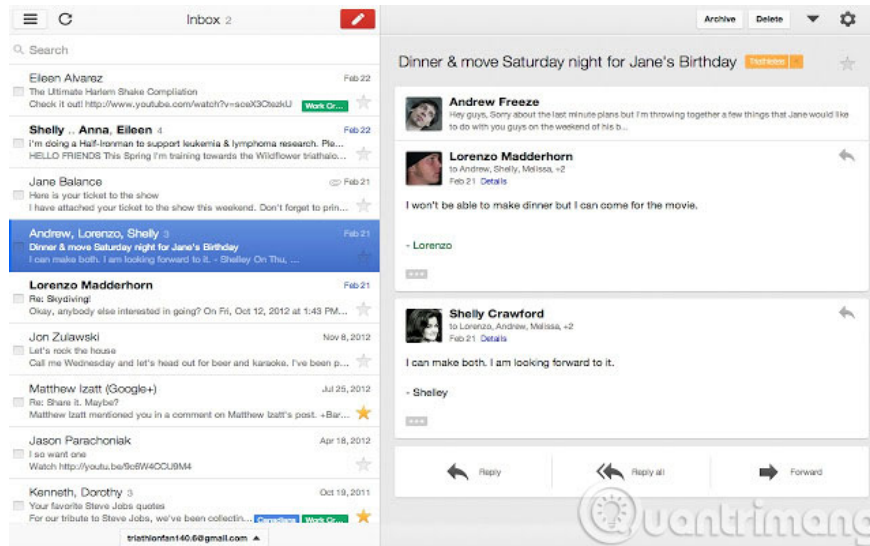 Inbox 2
Search
Eileen Alvarez Feb 22
The Ultimate Harlem Shake Compliation
Check it out! http://www.youtube.com/watch?v=sceX3OtezkU Work Gr...
Shelly .. Anna, Eileen 4 Feb 22
I'm doing a Half-Ironman to support leukemia & lymphoma research. Ple...
HELLO FRIENDS This Spring I'm training towards the Wildflower triathalo...
Jane Balance Feb 21
Here is your ticket to the show
I have attached your ticket to the show this weekend. Don't forget to prin...
Andrew, Lorenzo, Shelly 3 Feb 21
Dinner & move Saturday night for Jane's Birthday
I can make both. I am looking forward to it. - Shelley On Thu, ...
Lorenzo Madderhorn Feb 21
Re: Skydiving!
Okay, anybody else interested in going? On Fri, Oct 12, 2012 at 1:43 PM...
Jon Zulawski Nov 8, 2012
Let's rock the house
Call me Wednesday and let's head out for beer and karaoke. I've been p...
Matthew Izatt (Google+) Jul 25, 2012
Re: Share it. Maybe?
Matthew Izatt mentioned you in a comment on Matthew Izatt's post. +Bar...
Jason Parachoniak Apr 18, 2012
I so want one
Watch http://youtu.be/9c6W4CCU9M4
Kenneth, Dorothy 3 Oct 19, 2011
Your favorite Steve Jobs quotes
For our tribute to Steve Jobs, we've been collectin... Work Gr...
triathlonfan140.6@gmail.com
Archive Delete
Dinner & move Saturday night for Jane's Birthday
Andrew Freeze
Hey guys, Sorry about the last minute plans but I'm throwing together a few things that Jane would like
to do with you guys on the weekend of his b...
Lorenzo Madderhorn
to Andrew, Shelly, Melissa, +2
Feb 21 Details
I won't be able to make dinner but I can come for the movie.
- Lorenzo
Shelly Crawford
to Lorenzo, Andrew, Melissa, +2
Feb 21 Details
I can make both. I am looking forward to it.
- Shelley
Reply Reply all Forward
Quantrimang